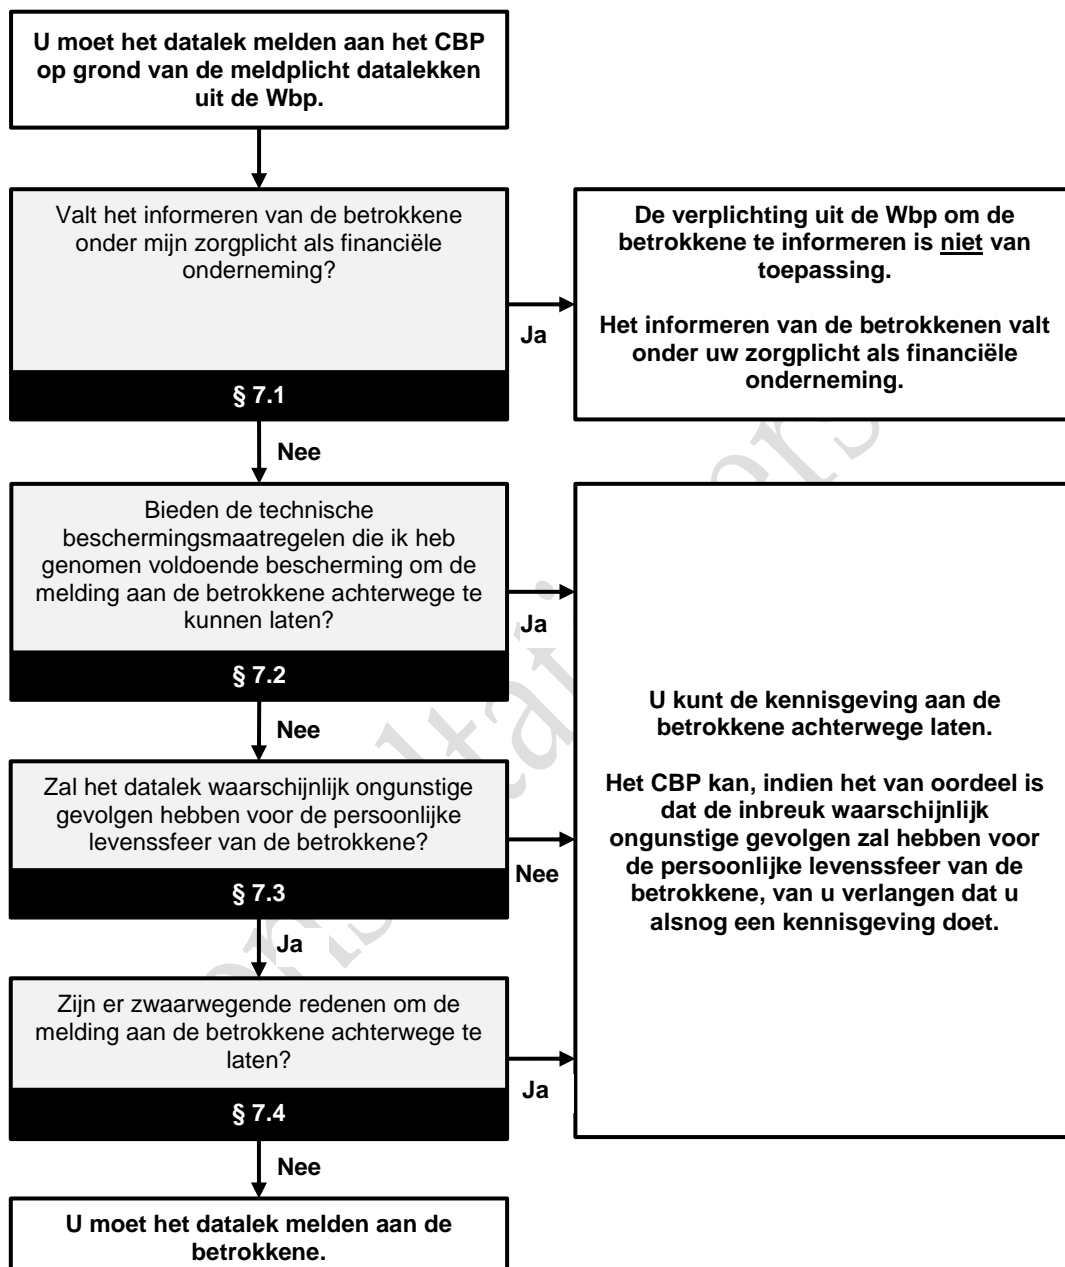 U moet het datalek melden aan het CBP
op grond van de meldplicht datalekken
uit de Wbp.
Valt het informeren van de betrokkene
onder mijn zorgplicht als financiële
onderneming?
§ 7.1
Ja
De verplichting uit de Wbp om de
betrokkene te informeren is niet van
toepassing.
Het informeren van de betrokkenen valt
onder uw zorgplicht als financiële
onderneming.
Nee
Bieden de technische
beschermingsmaatregelen die ik heb
genomen voldoende bescherming om de
melding aan de betrokkene achterwege te
kunnen laten?
§ 7.2
Ja
Nee
Zal het datalek waarschijnlijk ongunstige
gevolgen hebben voor de persoonlijke
levenssfeer van de betrokkene?
§ 7.3
Nee
Ja
Zijn er zwaarwegende redenen om de
melding aan de betrokkene achterwege te
laten?
§ 7.4
Ja
U kunt de kennisgeving aan de
betrokkene achterwege laten.
Het CBP kan, indien het van oordeel is
dat de inbreuk waarschijnlijk
ongunstige gevolgen zal hebben voor
de persoonlijke levenssfeer van de
betrokkene, van u verlangen dat u
alsnog een kennisgeving doet.
Nee
U moet het datalek melden aan de
betrokkene.